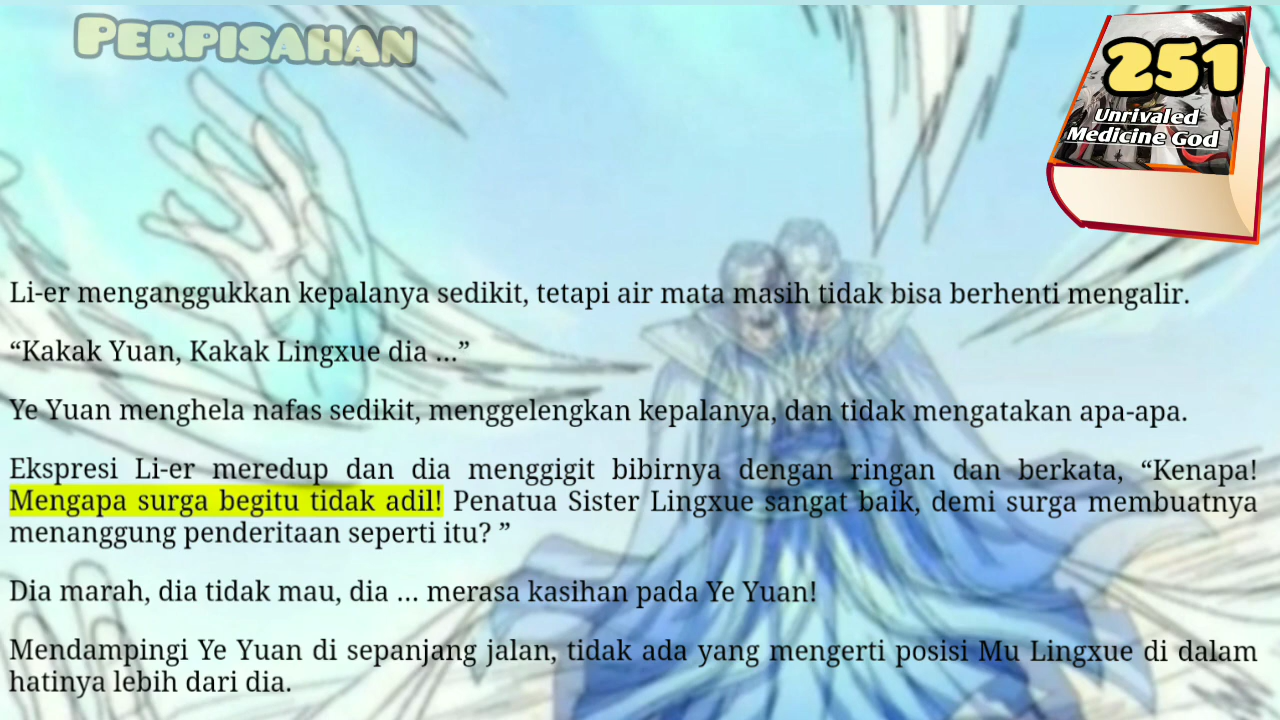 PERPISAHAN
251
Unrivaled
Medicine God
Li-er menganggukkan kepalanya sedikit, tetapi air mata masih tidak bisa berhenti mengalir.
“Kakak Yuan, Kakak Lingxue dia ...”
Ye Yuan menghela nafas sedikit, menggelengkan kepalanya, dan tidak mengatakan apa-apa.
Ekspresi Li-er meredup dan dia menggigit bibirnya dengan ringan dan berkata, “Kenapa!
Mengapa surga begitu tidak adil! Penatua Sister Lingxue sangat baik, demi surga membuatnya
menanggung penderitaan seperti itu? ”
Dia marah, dia tidak mau, dia ... merasa kasihan pada Ye Yuan!
Mendampingi Ye Yuan di sepanjang jalan, tidak ada yang mengerti posisi Mu Lingxue di dalam
hatinya lebih dari dia.